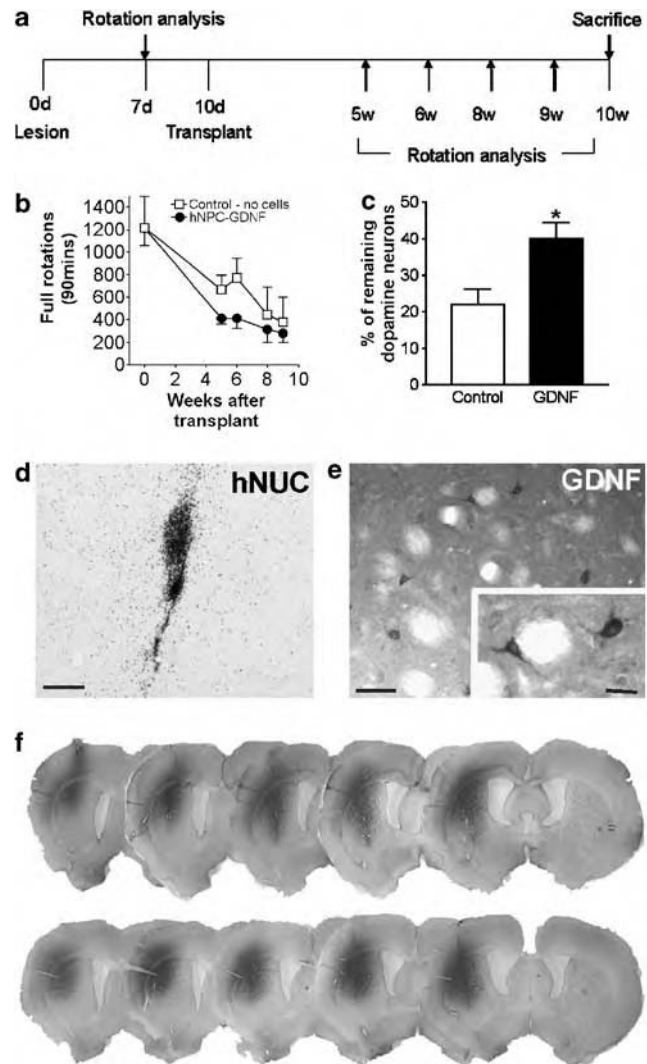 a
Rotation analysis
Sacrifice
0d
7d
10d
5w
6w
8w
9w
10w
Lesion
Transplant
Rotation analysis
b
Control - no cells
hNPC-GDNF
Full rotations
(90mins)
1400
1200
1000
800
600
400
200
0
2
4
6
8
10
Weeks after
transplant
c
% of remaining
dopamine neurons
50
40
30
20
10
0
*
Control
GDNF
d
hNUC
e
GDNF
f